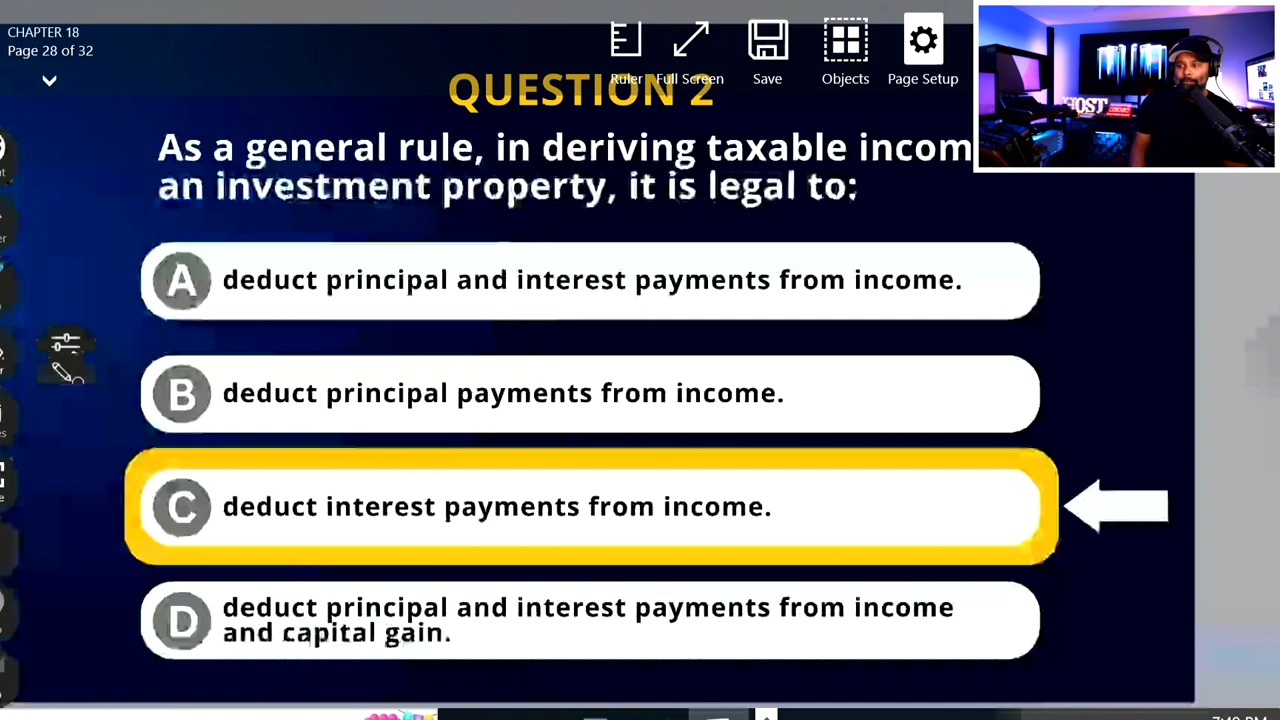 CHAPTER 18
Page 28 of 32
Ruler
Full Screen
Save
Objects
Page Setup
QUESTION 2
As a general rule, in deriving taxable incom
an investment property, it is legal to:
A deduct principal and interest payments from income.
B deduct principal payments from income.
C deduct interest payments from income.
D deduct principal and interest payments from income
and capital gain.